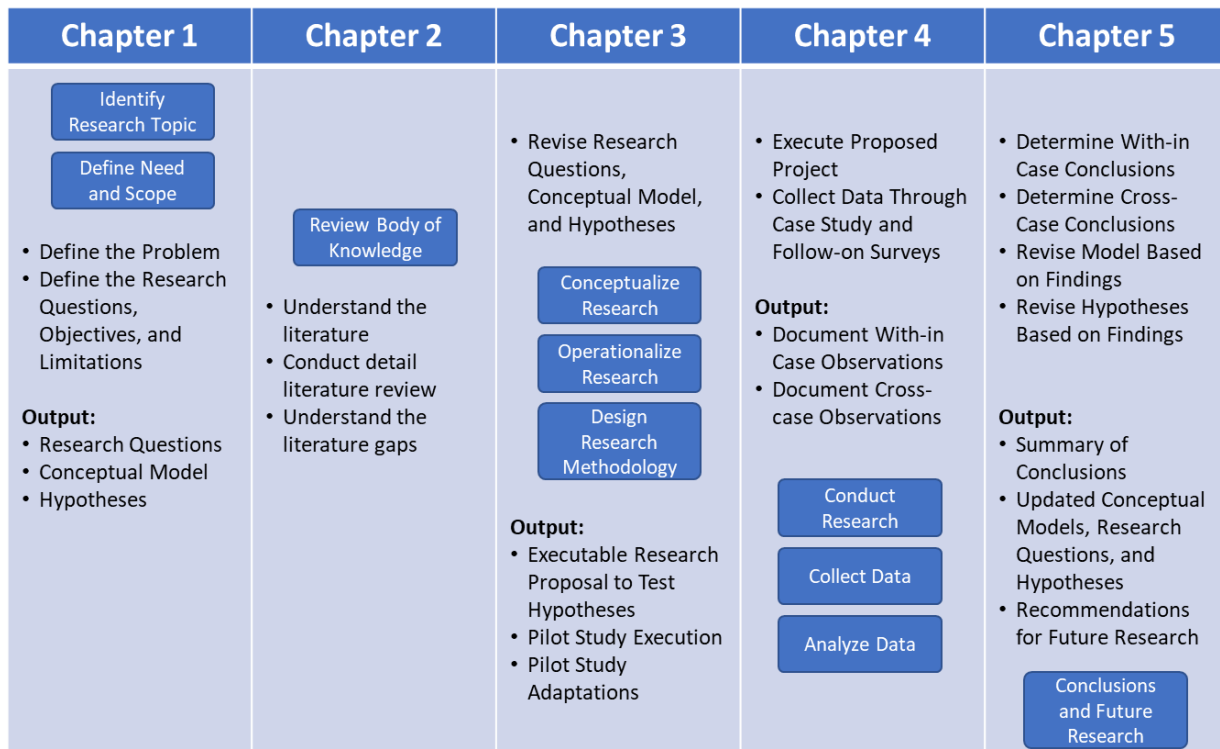 Chapter 1
Identify
Research Topic
Define Need
and Scope
• Define the Problem
• Define the Research
Questions,
Objectives, and
Limitations
Output:
• Research Questions
• Conceptual Model
• Hypotheses
Chapter 2
Review Body of
Knowledge
• Understand the
literature
• Conduct detail
literature review
• Understand the
literature gaps
Chapter 3
• Revise Research
Questions,
Conceptual Model,
and Hypotheses
Conceptualize
Research
Operationalize
Research
Design
Research
Methodology
Output:
• Executable Research
Proposal to Test
Hypotheses
• Pilot Study Execution
• Pilot Study
Adaptations
Chapter 4
• Execute Proposed
Project
• Collect Data Through
Case Study and
Follow-on Surveys
Output:
• Document With-in
Case Observations
• Document Cross-
case Observations
Conduct
Research
Collect Data
Analyze Data
Chapter 5
• Determine With-in
Case Conclusions
• Determine Cross-
Case Conclusions
• Revise Model Based
on Findings
• Revise Hypotheses
Based on Findings
Output:
• Summary of
Conclusions
• Updated Conceptual
Models, Research
Questions, and
Hypotheses
• Recommendations
for Future Research
Conclusions
and Future
Research